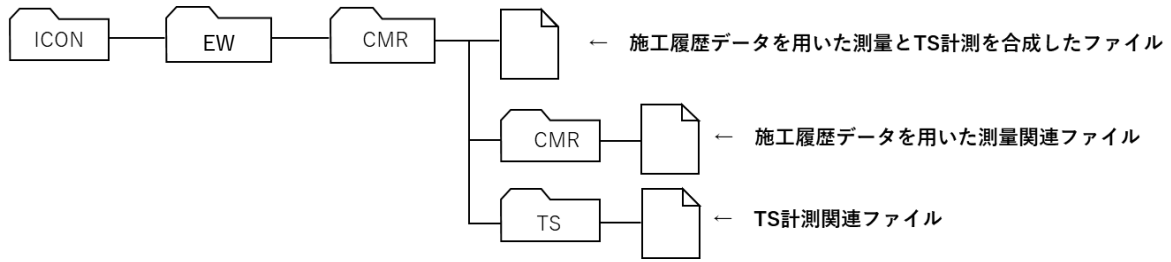 ICON
EW
CMR
← 施工履歴データを用いた測量とTS計測を合成したファイル
CMR
← 施工履歴データを用いた測量関連ファイル
TS
← TS計測関連ファイル